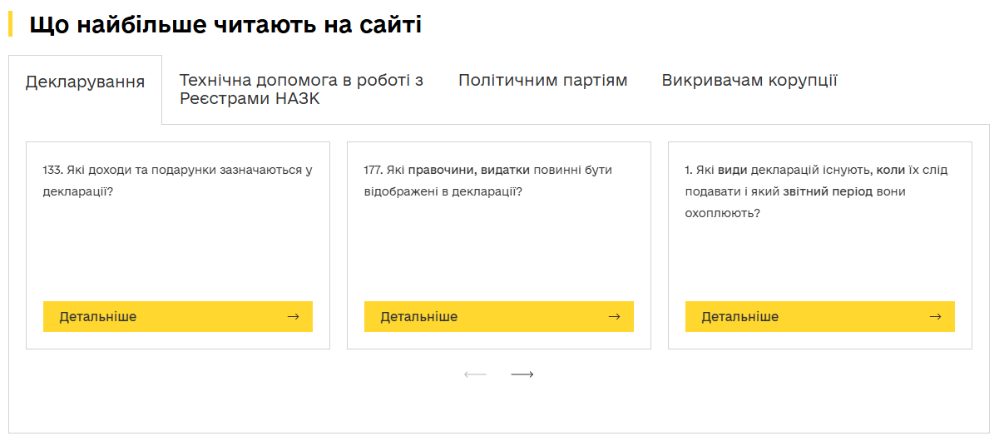 Що найбільше читають на сайті
Декларування
Технічна допомога в роботі з
Реєстрами НАЗК
Політичним партіям
Викривачам корупції
133. Які доходи та подарунки зазначаються у
декларації?
Детальніше
177. Які правочини, видатки повинні бути
відображені в декларації?
Детальніше
1. Які види декларацій існують, коли їх слід
подавати і який звітний період вони
охоплюють?
Детальніше